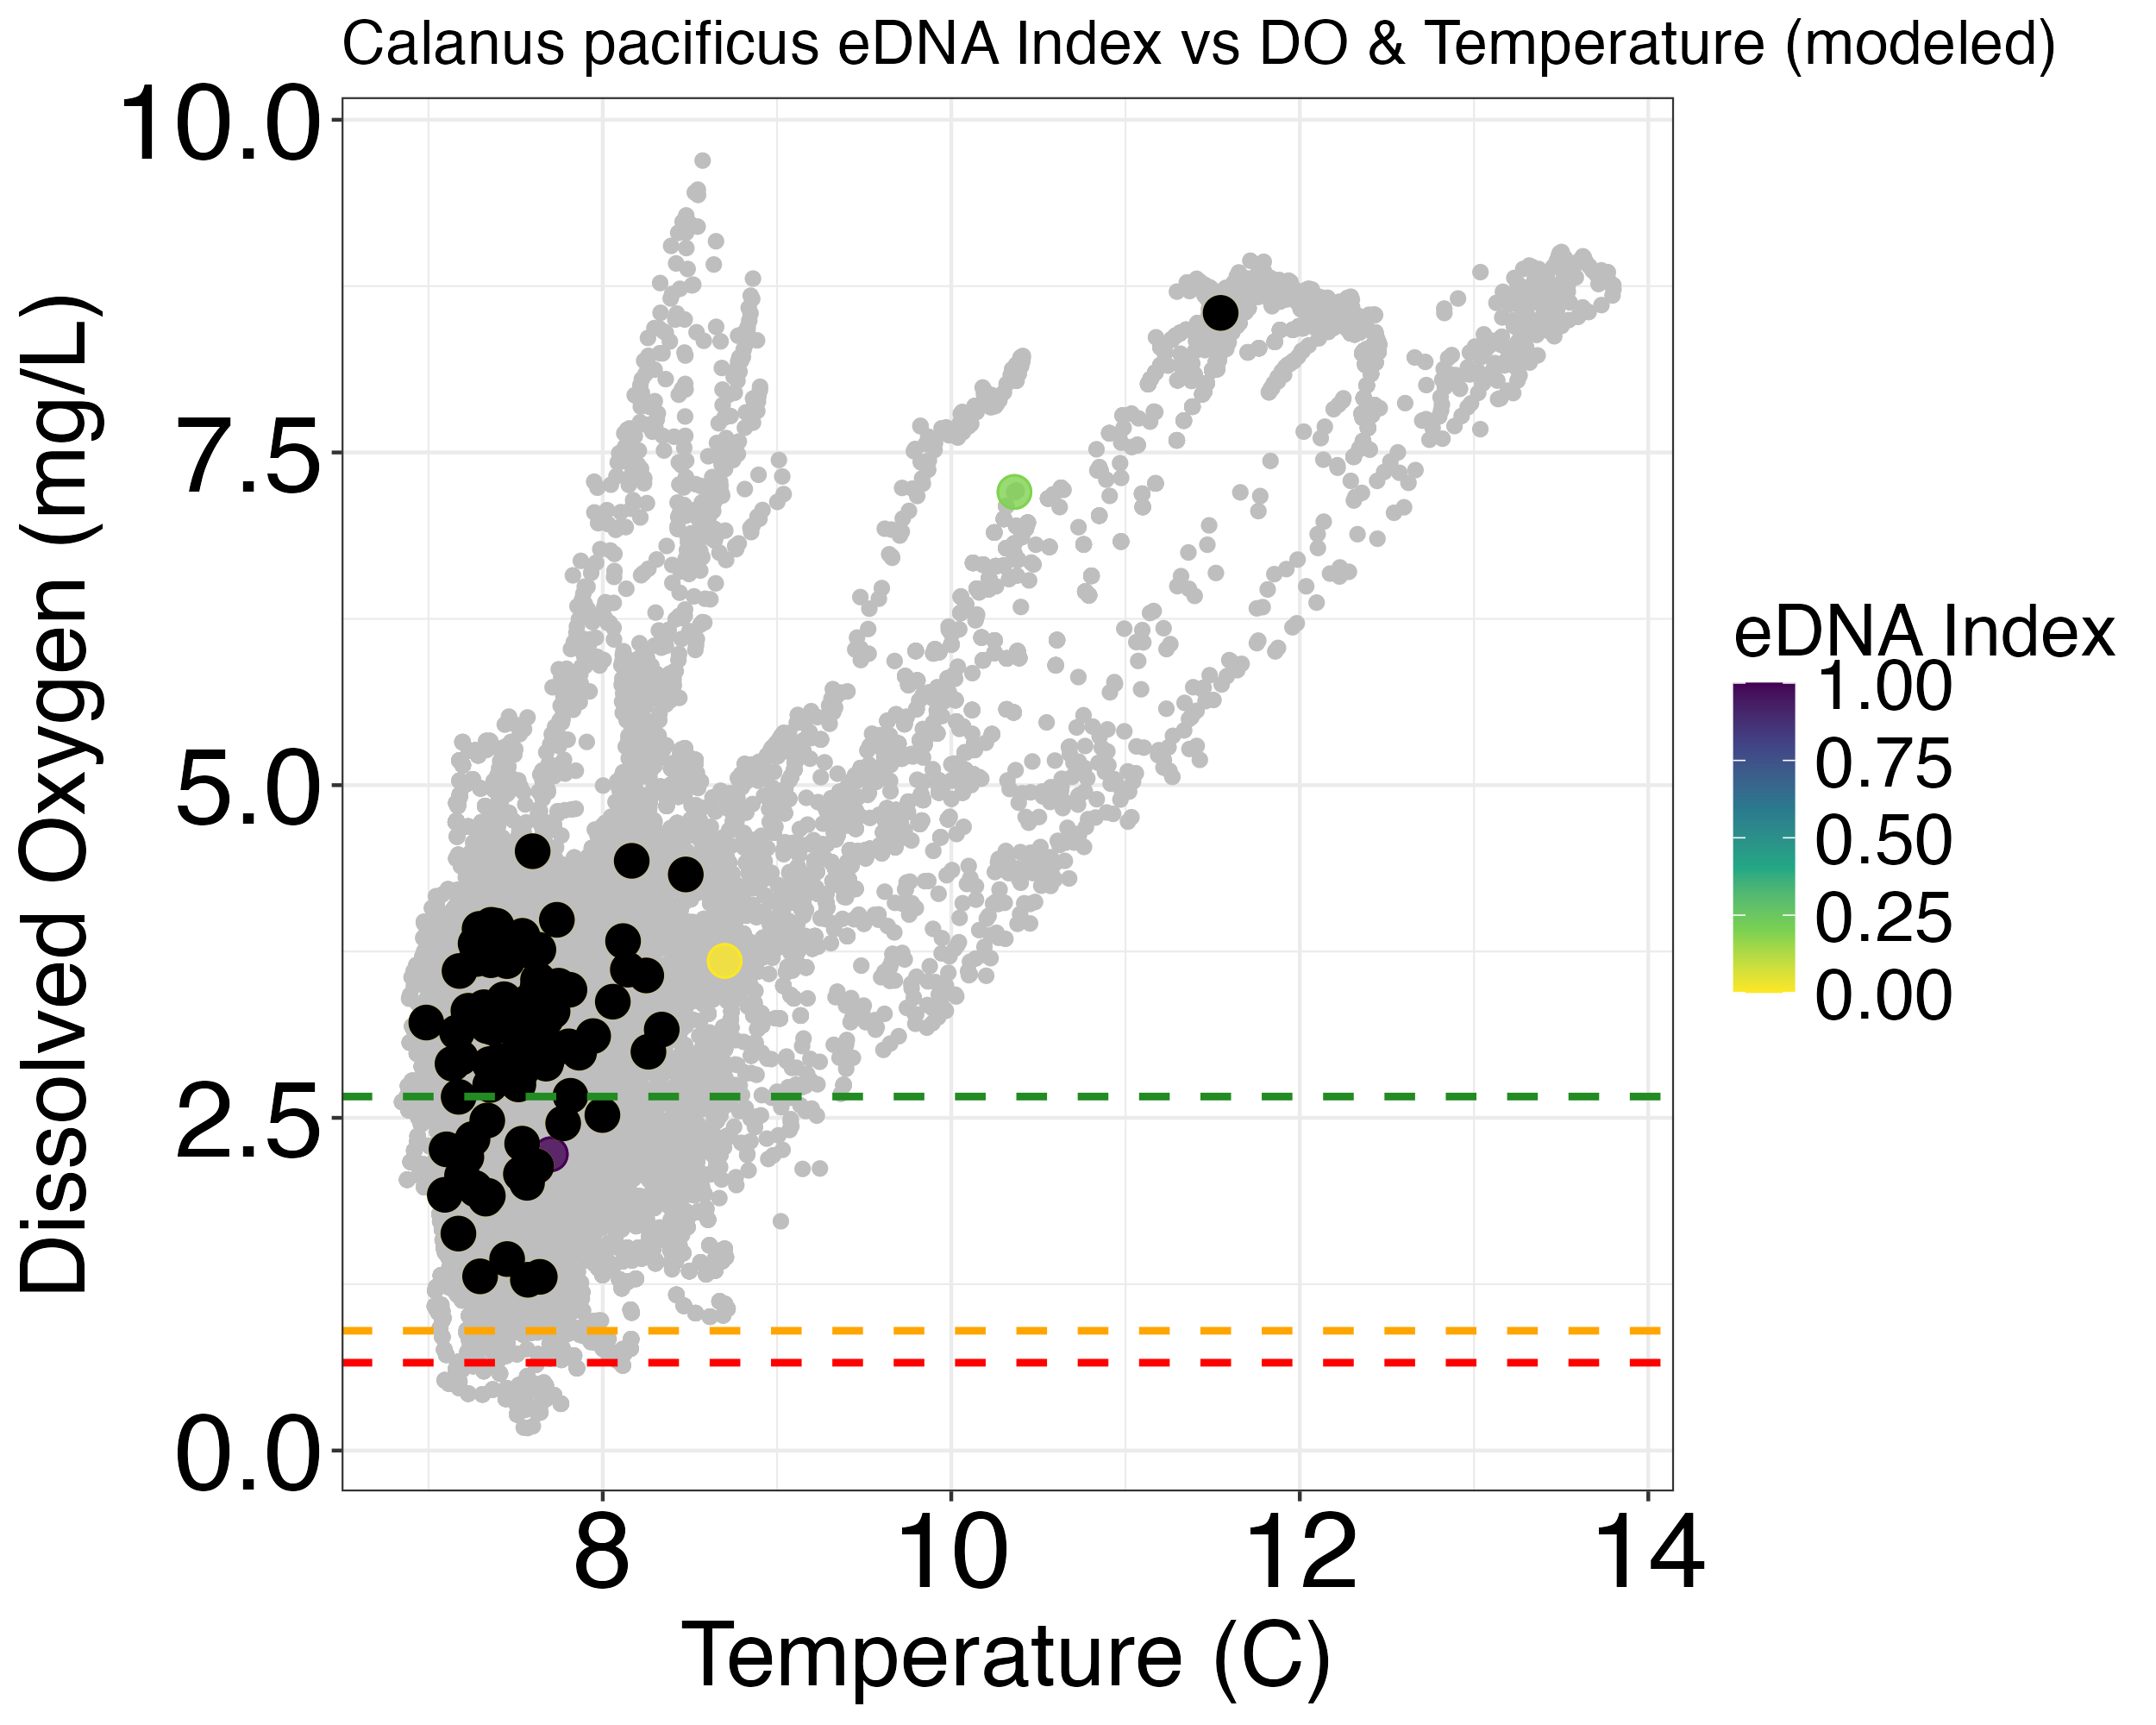 Calanus pacificus eDNA Index vs DO & Temperature (modeled)
10.0
7.5
5.0
2.5
0.0
Dissolved Oxygen (mg/L)
8 10 12 14
Temperature (C)
eDNA Index
1.00
0.75
0.50
0.25
0.00